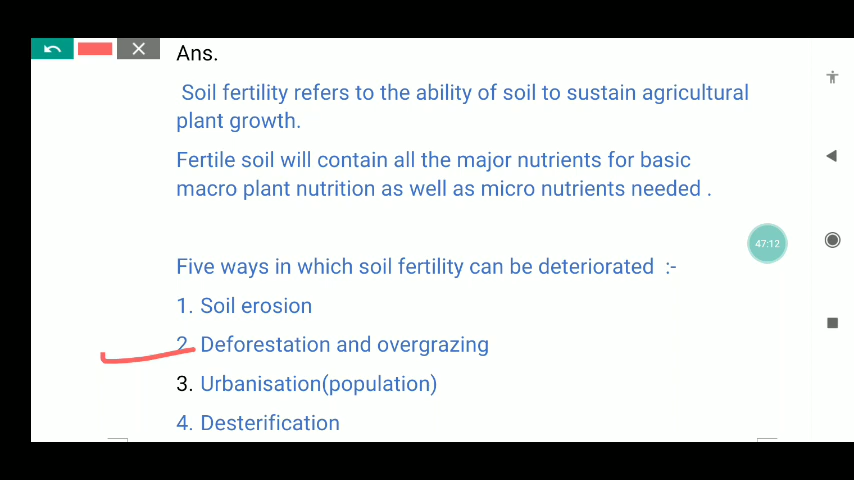 Ans.
Soil fertility refers to the ability of soil to sustain agricultural
plant growth.
Fertile soil will contain all the major nutrients for basic
macro plant nutrition as well as micro nutrients needed .
47:12
Five ways in which soil fertility can be deteriorated :-
1. Soil erosion
2. Deforestation and overgrazing
3. Urbanisation(population)
4. Desterification